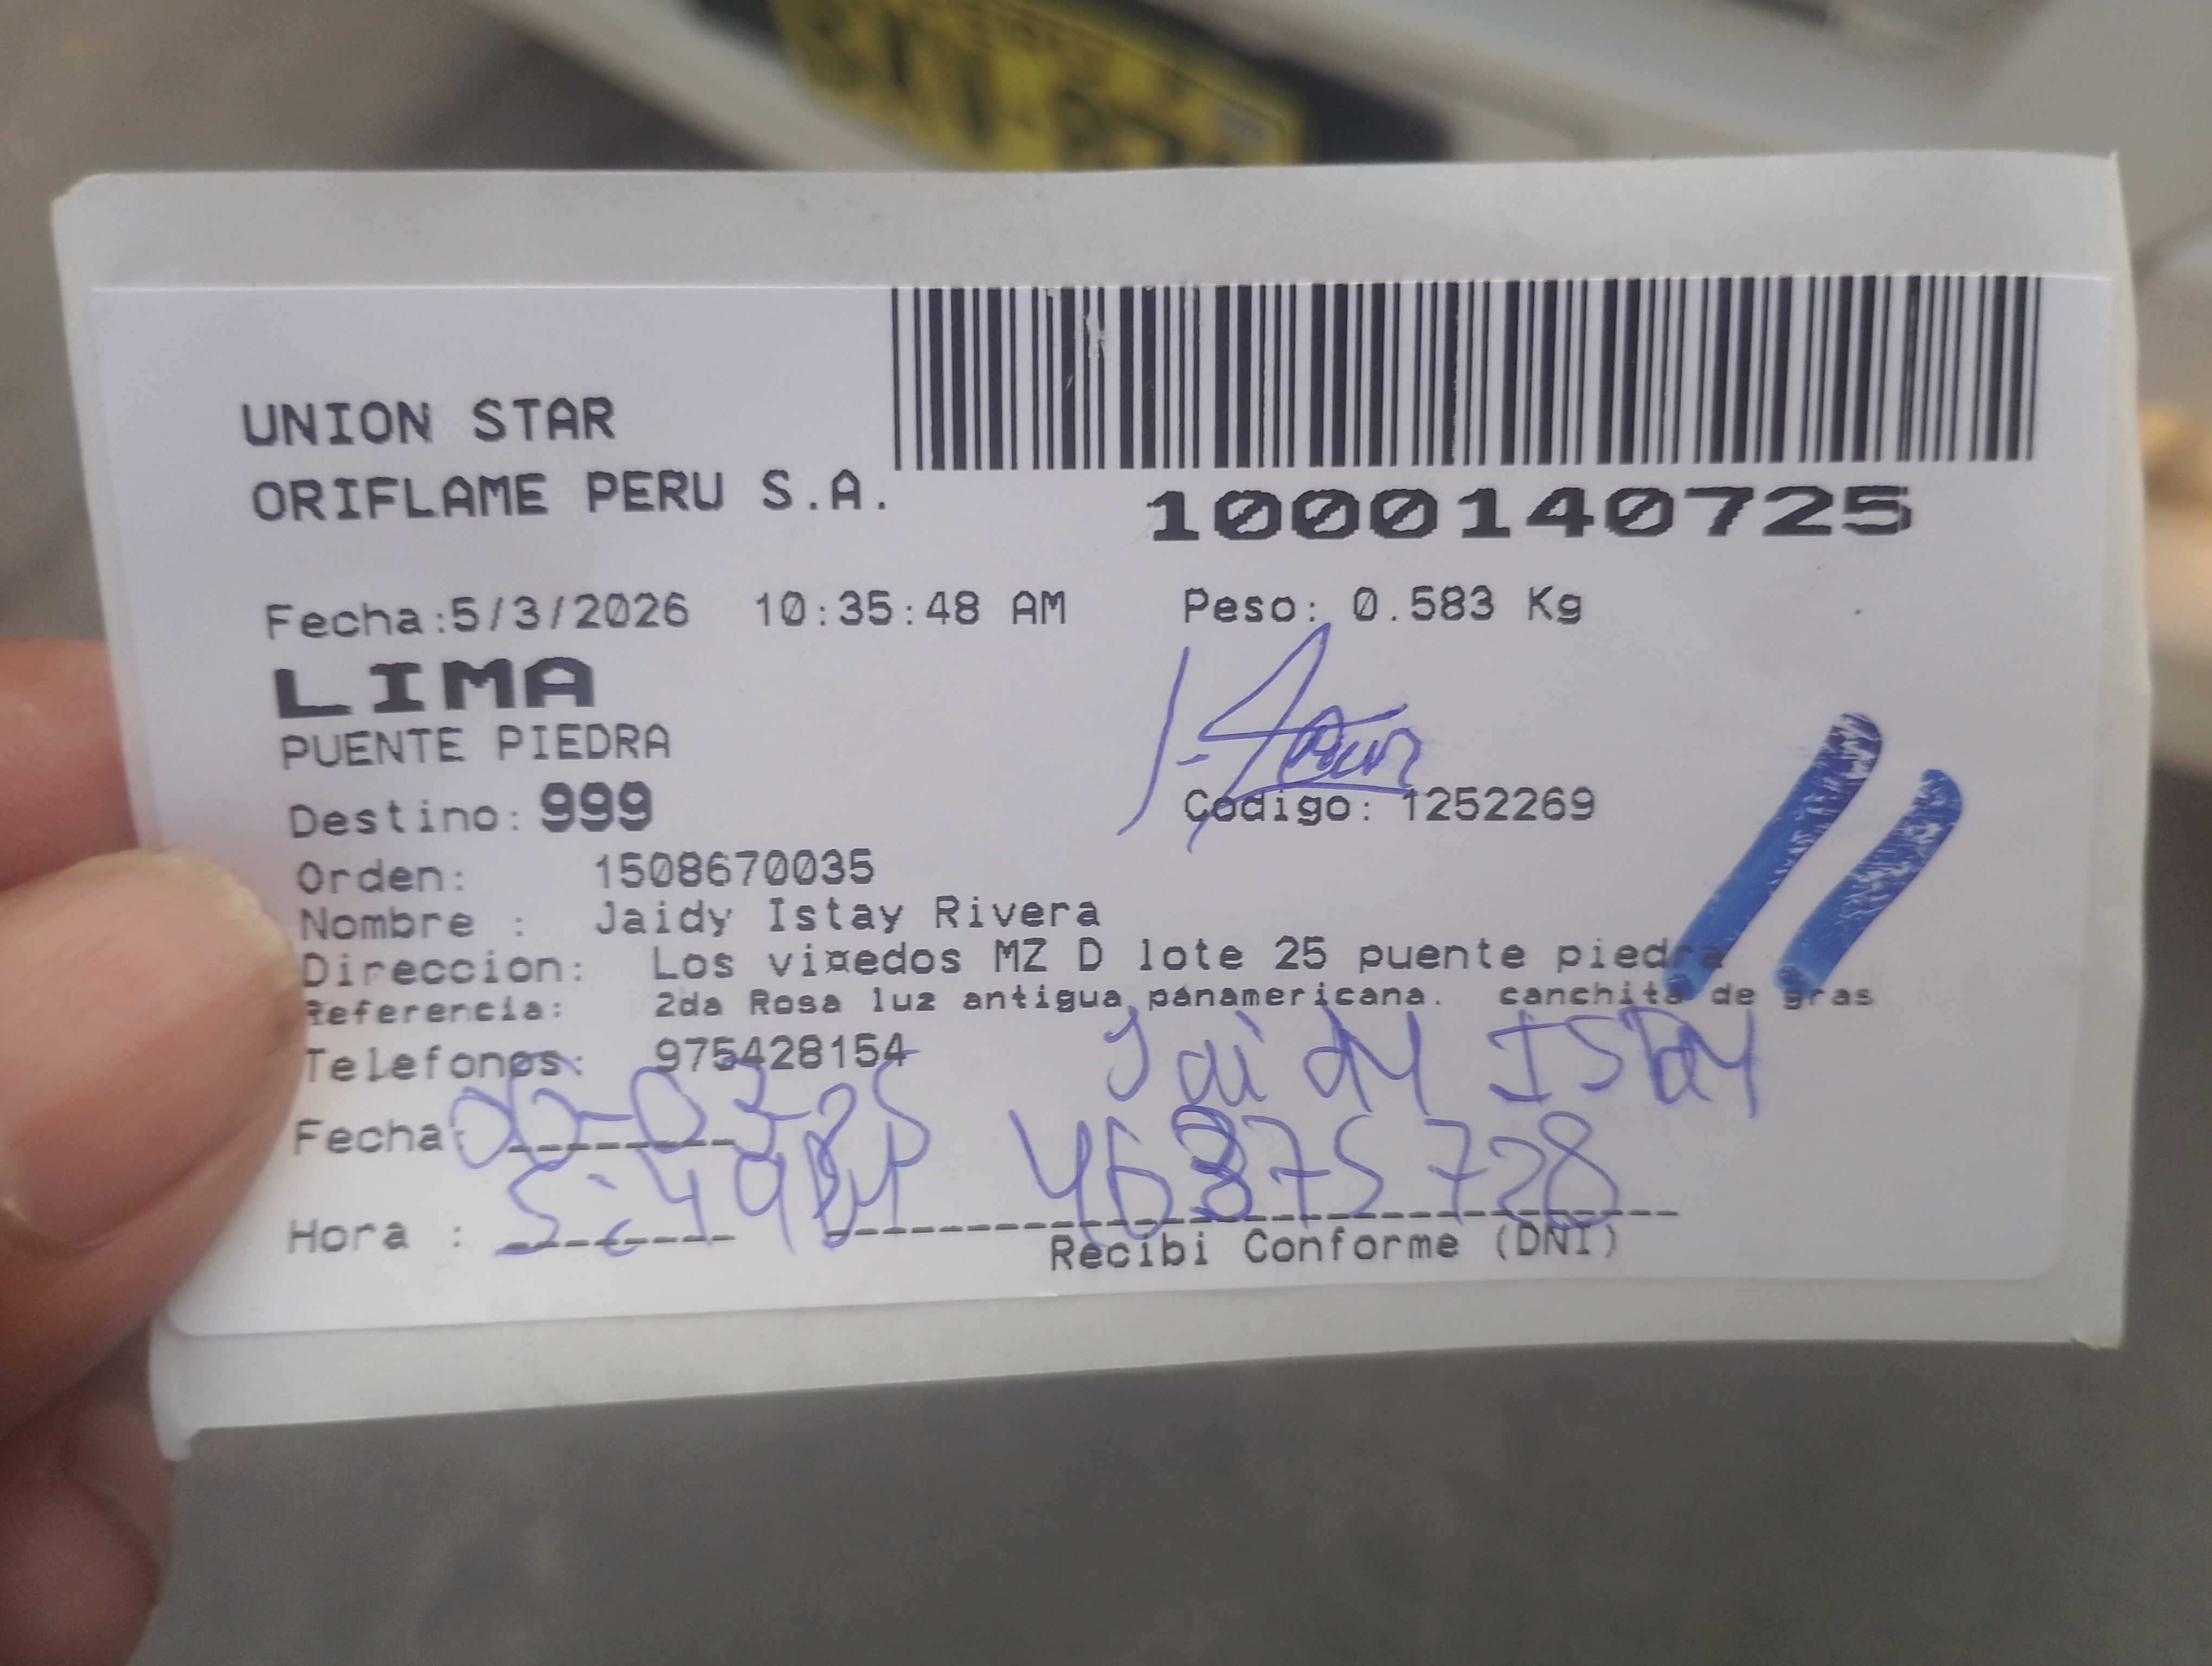 UNION STAR
ORIFLAME PERU S.A.
1000140725
Fecha:5/3/2026 10:35:48 AM Peso: 0.583 Kg
LIMA
PUENTE PIEDRA
Destino: 999 Codigo: 1252269
Orden: 1508670035
Nombre : Jaidy Istay Rivera
Direccion: Los vi¤edos MZ D lote 25 puente piedra
Referencia: 2da Rosa luz antigua panamericana. canchita de gras
Telefonos: 975428154
Jaidy ISTAY
Fecha:
Hora : 5:49 PM
Recibi Conforme (DNI)